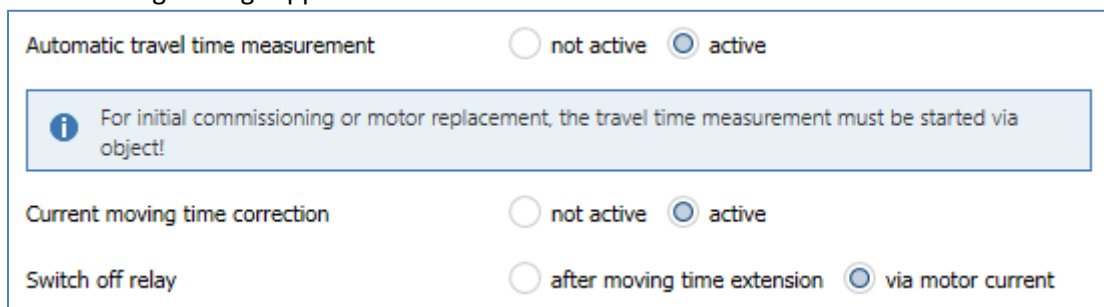 Automatic travel time measurement not active active
For initial commissioning or motor replacement, the travel time measurement must be started via
object!
Current moving time correction not active active
Switch off relay after moving time extension via motor current